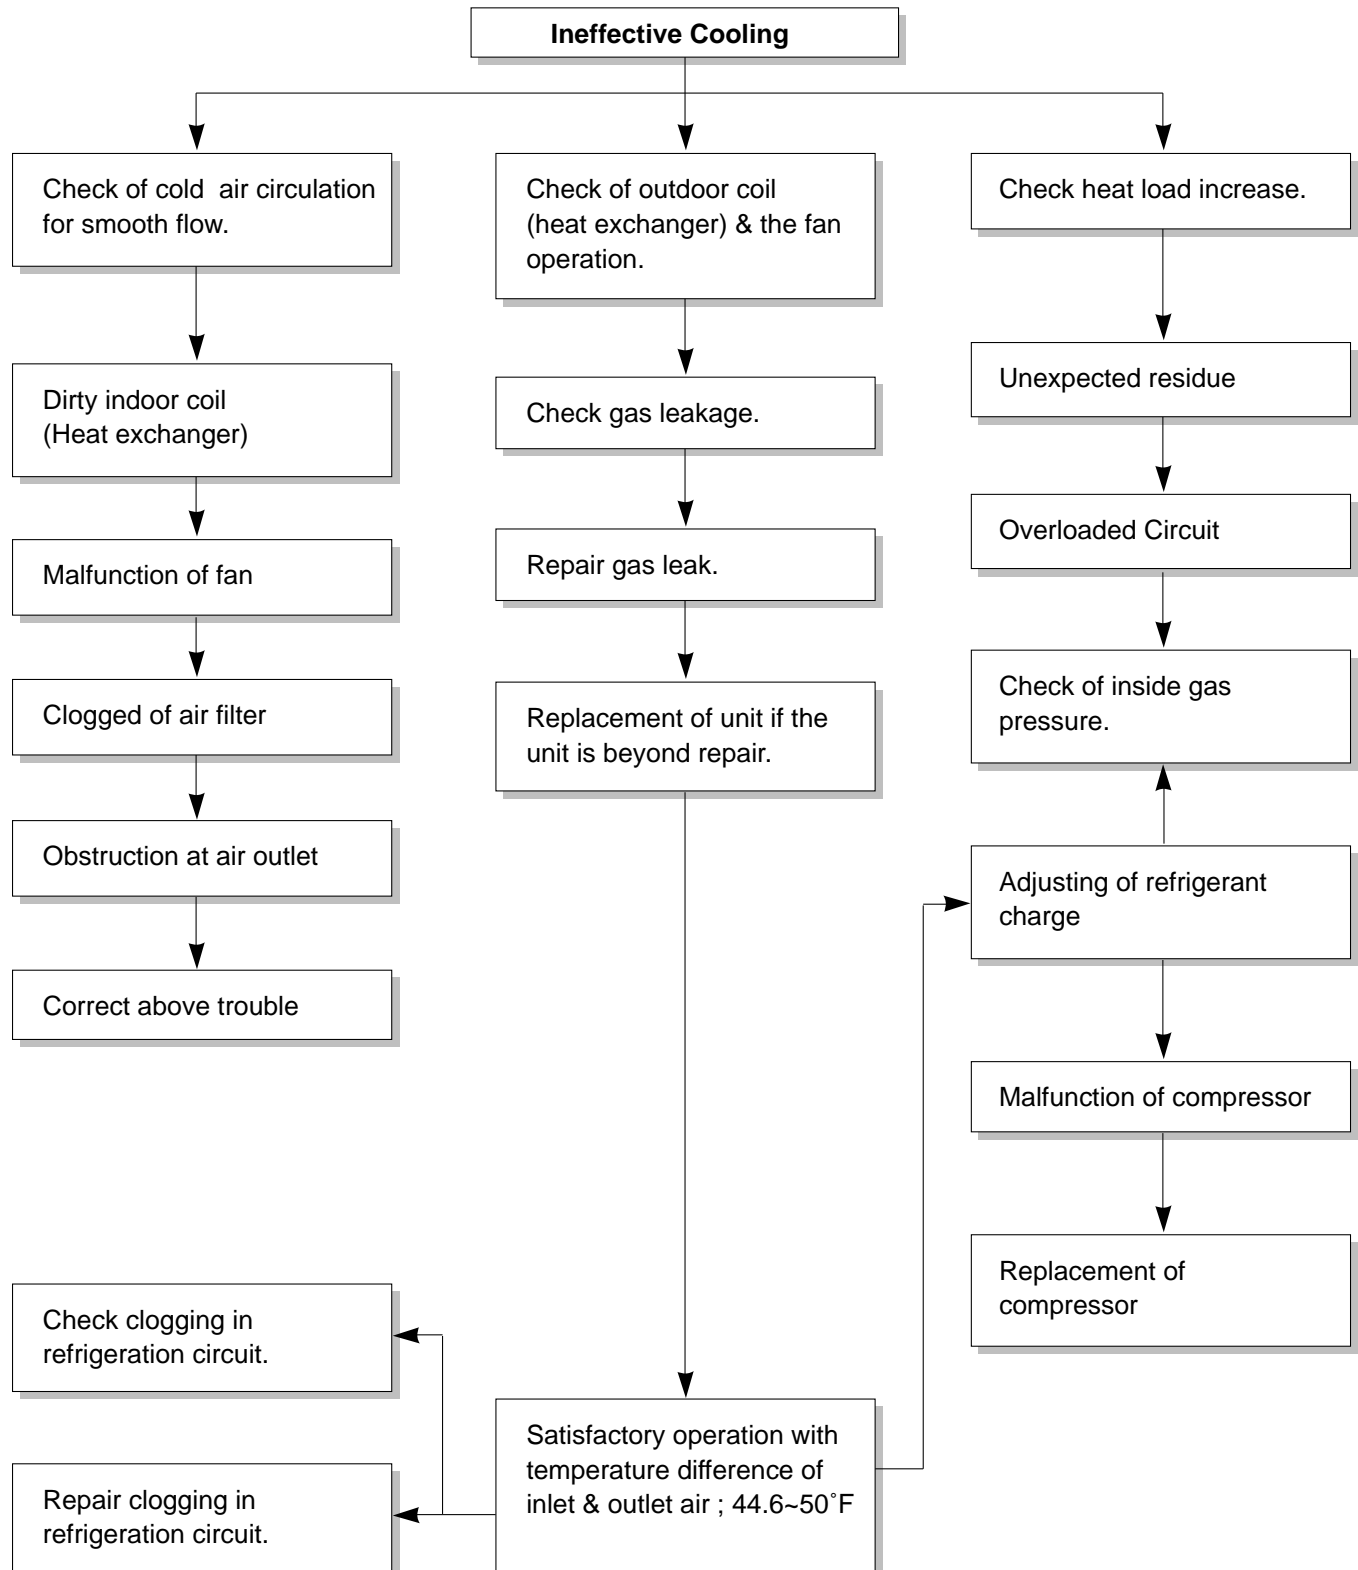 Ineffective Cooling
Check of cold air circulation
for smooth flow.
Dirty indoor coil
(Heat exchanger)
Malfunction of fan
Clogged of air filter
Obstruction at air outlet
Correct above trouble
Check of outdoor coil
(heat exchanger) & the fan
operation.
Check gas leakage.
Repair gas leak.
Replacement of unit if the
unit is beyond repair.
Satisfactory operation with
temperature difference of
inlet & outlet air ; 44.6~50˚F
Check clogging in
refrigeration circuit.
Repair clogging in
refrigeration circuit.
Check heat load increase.
Unexpected residue
Overloaded Circuit
Check of inside gas
pressure.
Adjusting of refrigerant
charge
Malfunction of compressor
Replacement of
compressor